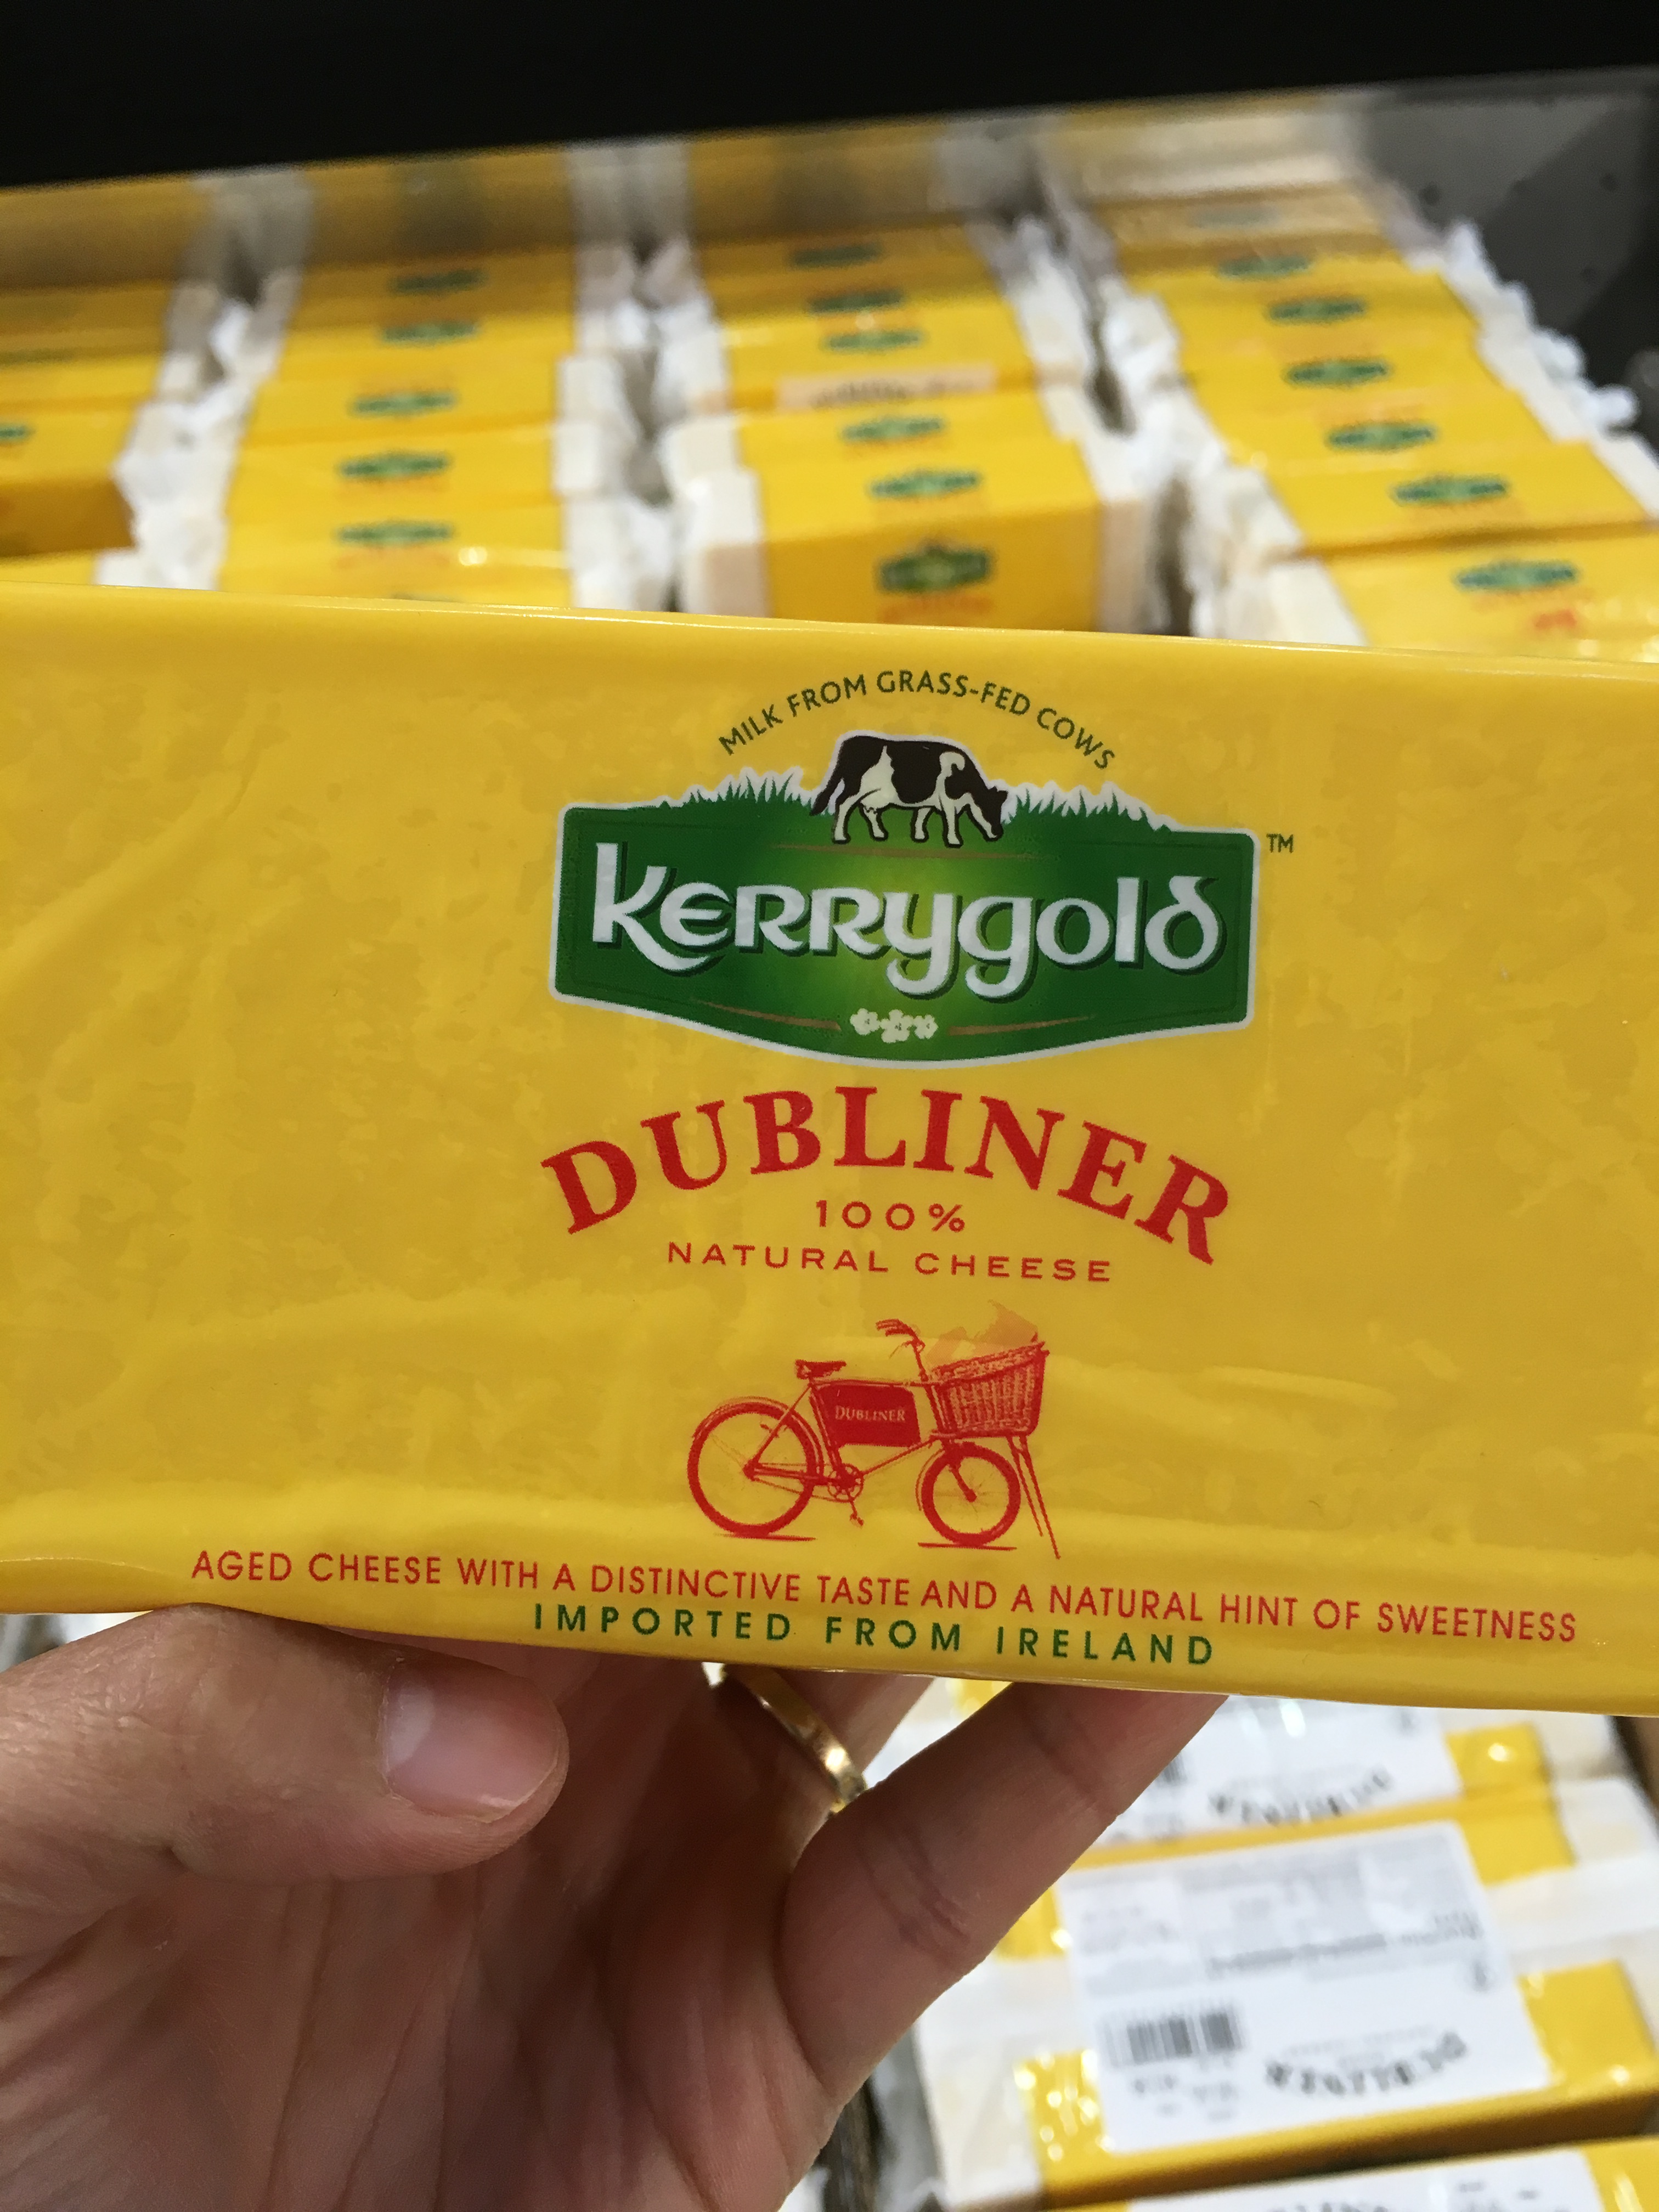 MILK FROM GRASS-FED COWS
Kerrygold
TM
DUBLINER
100%
NATURAL CHEESE
DUBLINER
AGED CHEESE WITH A DISTINCTIVE TASTE AND A NATURAL HINT OF SWEETNESS
IMPORTED FROM IRELAND